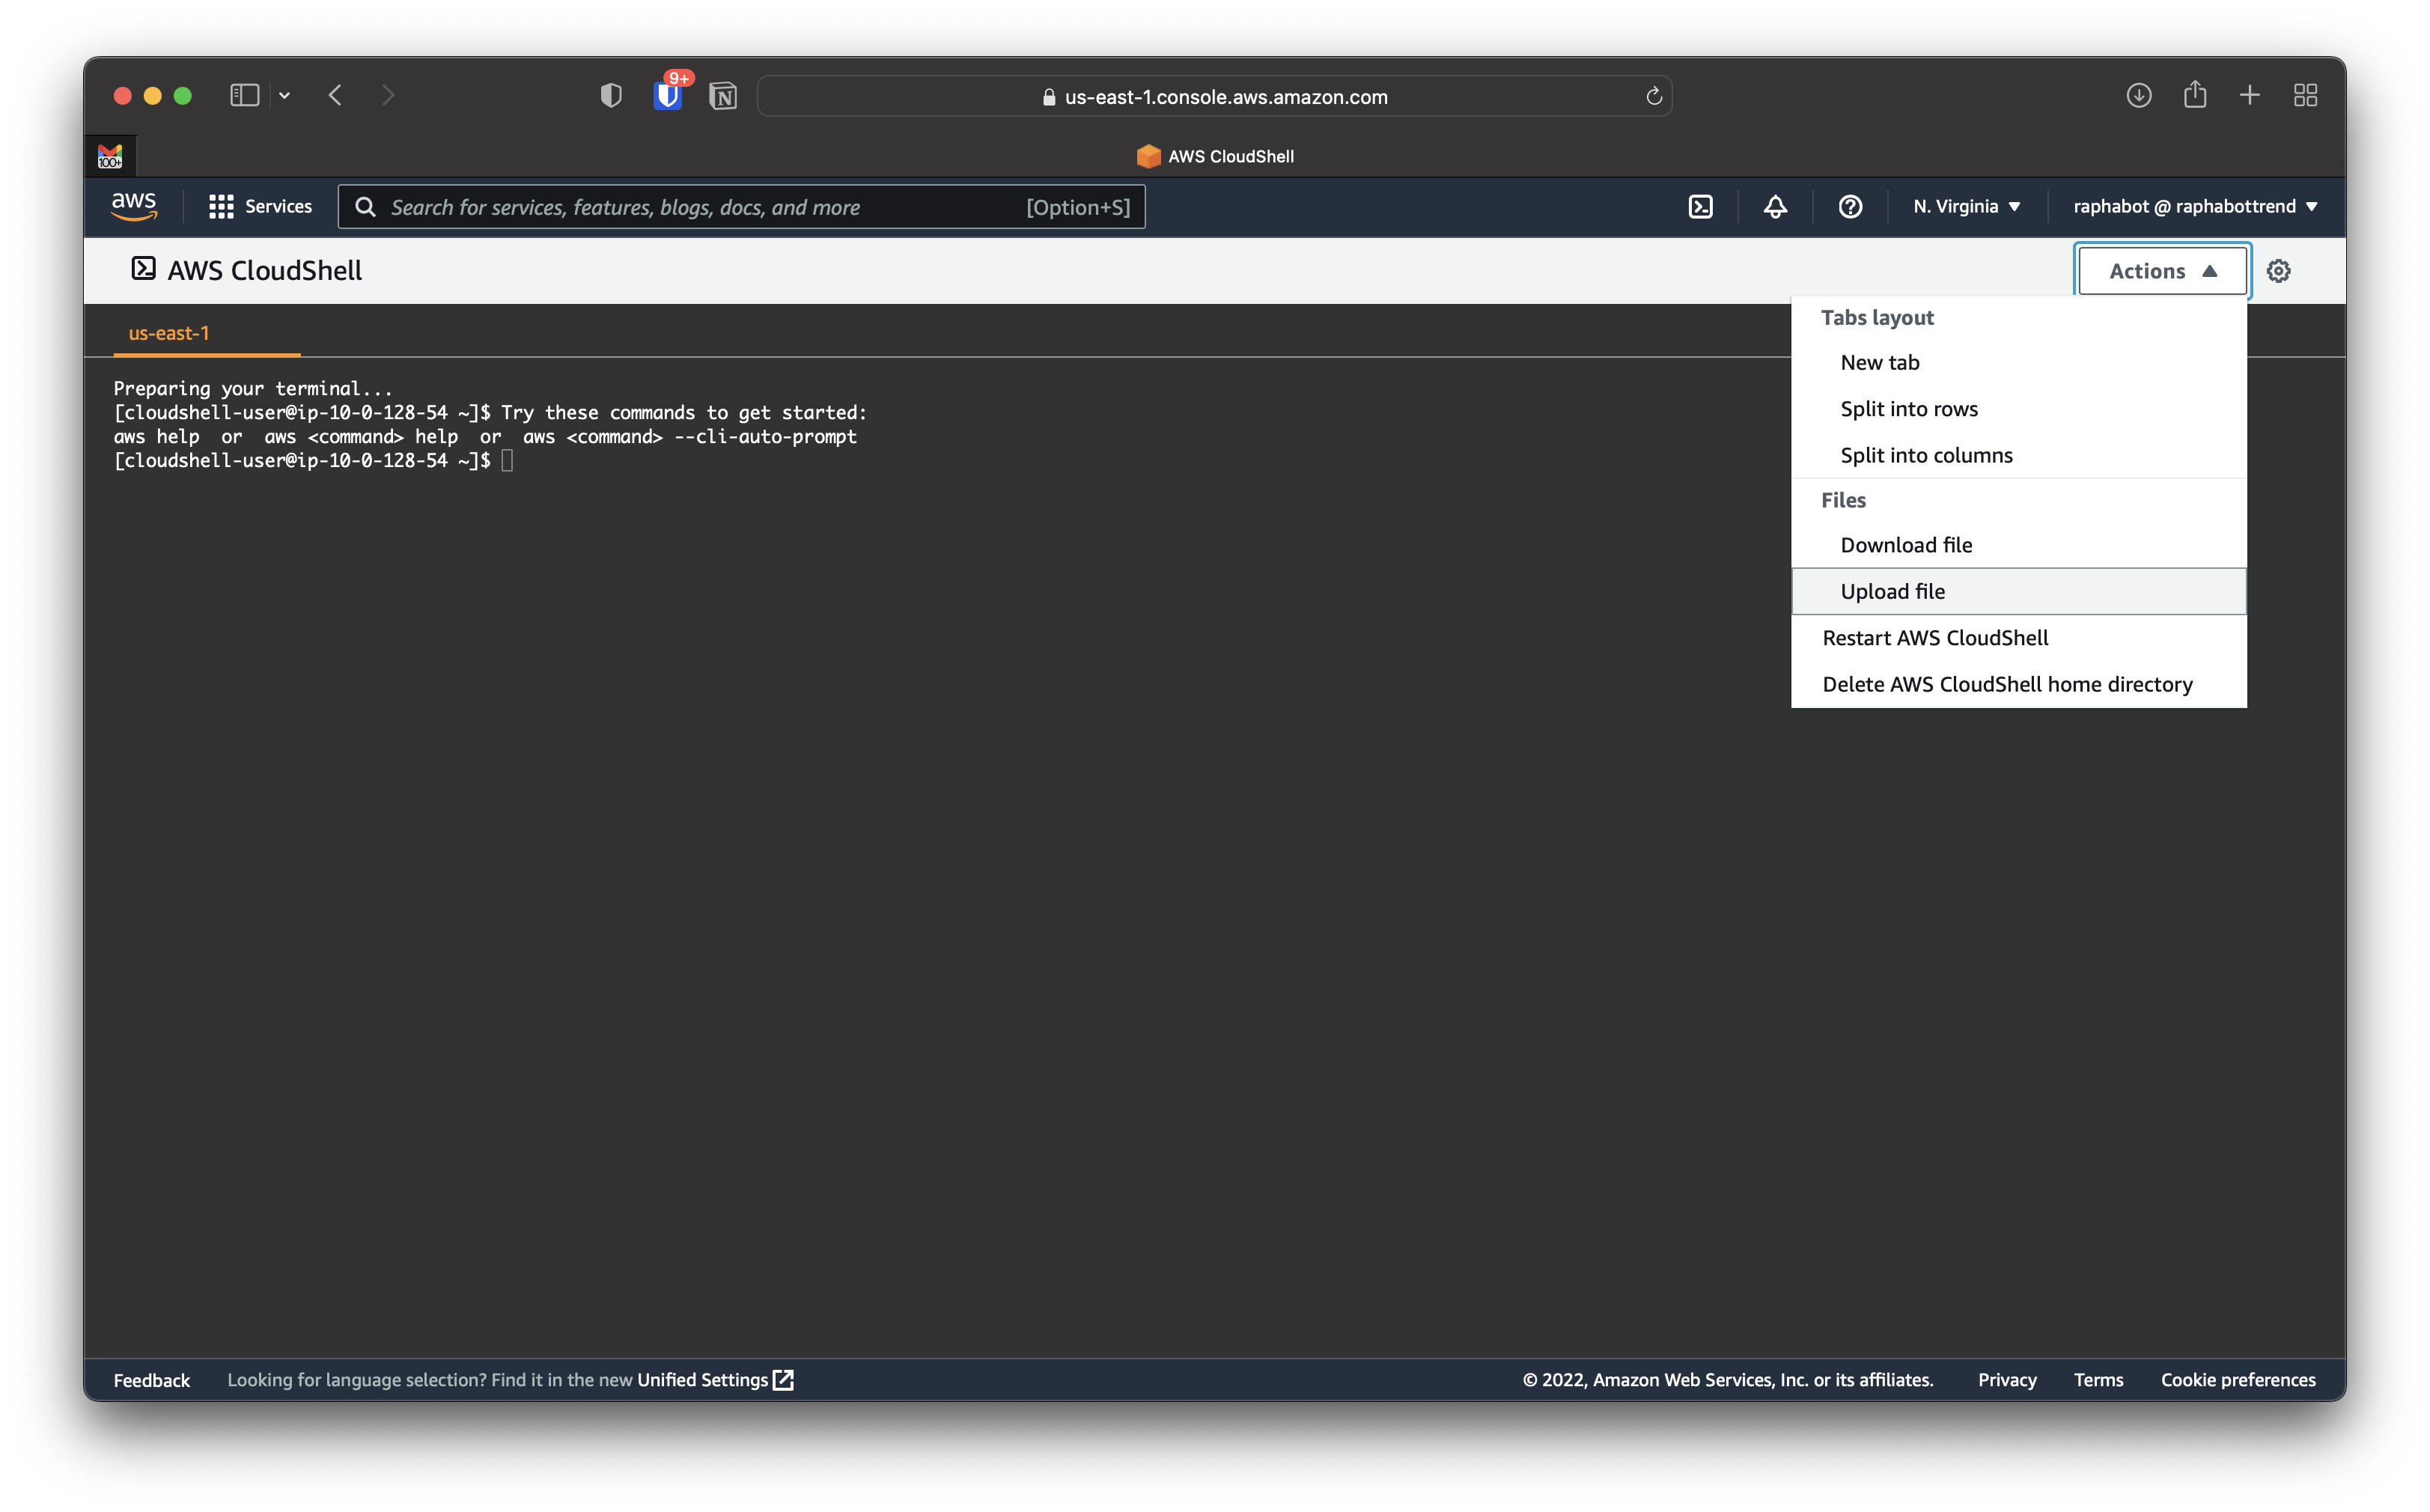 9+
us-east-1.console.aws.amazon.com
100+
AWS CloudShell
aws
Services
Search for services, features, blogs, docs, and more
[Option+S]
N. Virginia
raphabot @ raphabottrend
AWS CloudShell
Actions
us-east-1
Preparing your terminal...
[cloudshell-user@ip-10-0-128-54 ~]$ Try these commands to get started:
aws help  or  aws <command> help  or  aws <command> --cli-auto-prompt
[cloudshell-user@ip-10-0-128-54 ~]$
Tabs layout
New tab
Split into rows
Split into columns
Files
Download file
Upload file
Restart AWS CloudShell
Delete AWS CloudShell home directory
Feedback
Looking for language selection? Find it in the new Unified Settings
© 2022, Amazon Web Services, Inc. or its affiliates.
Privacy
Terms
Cookie preferences